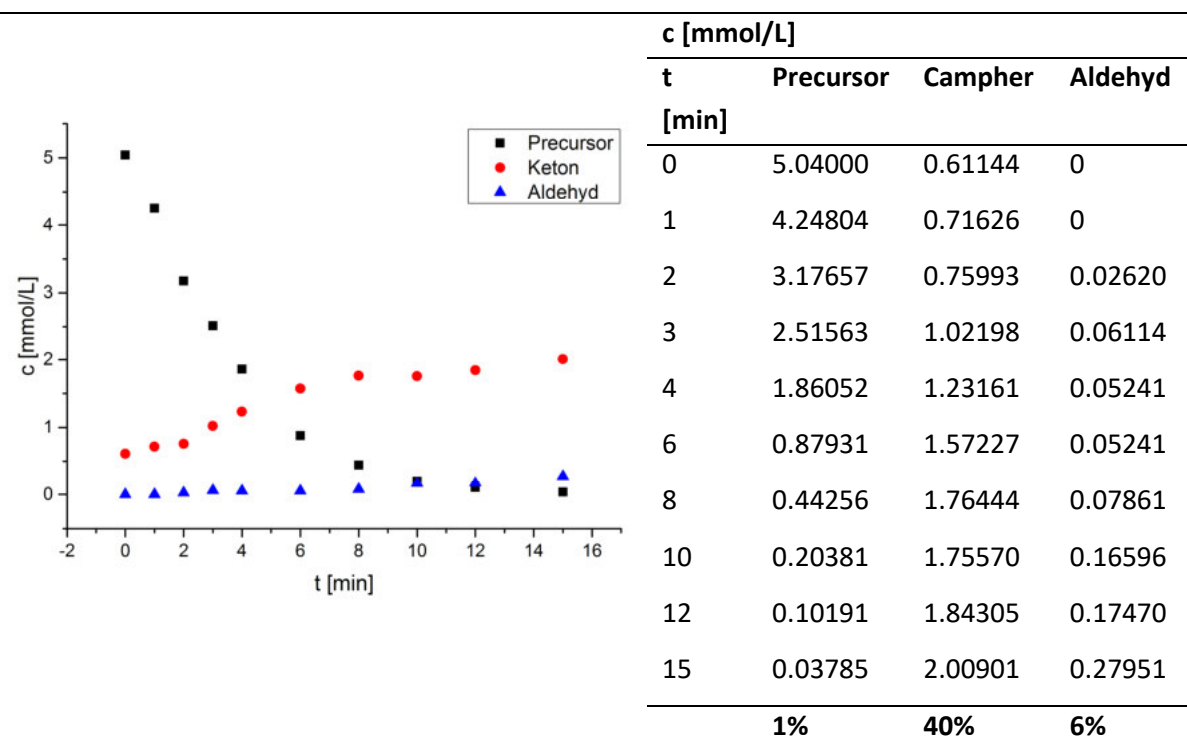 Precursor
Keton
Aldehyd
5
4
3
2
1
0
-2 0 2 4 6 8 10 12 14 16
c [mmol/L]
t [min]
c [mmol/L]
t Precursor Campher Aldehyd
[min]
0 5.04000 0.61144 0
1 4.24804 0.71626 0
2 3.17657 0.75993 0.02620
3 2.51563 1.02198 0.06114
4 1.86052 1.23161 0.05241
6 0.87931 1.57227 0.05241
8 0.44256 1.76444 0.07861
10 0.20381 1.75570 0.16596
12 0.10191 1.84305 0.17470
15 0.03785 2.00901 0.27951
1% 40% 6%